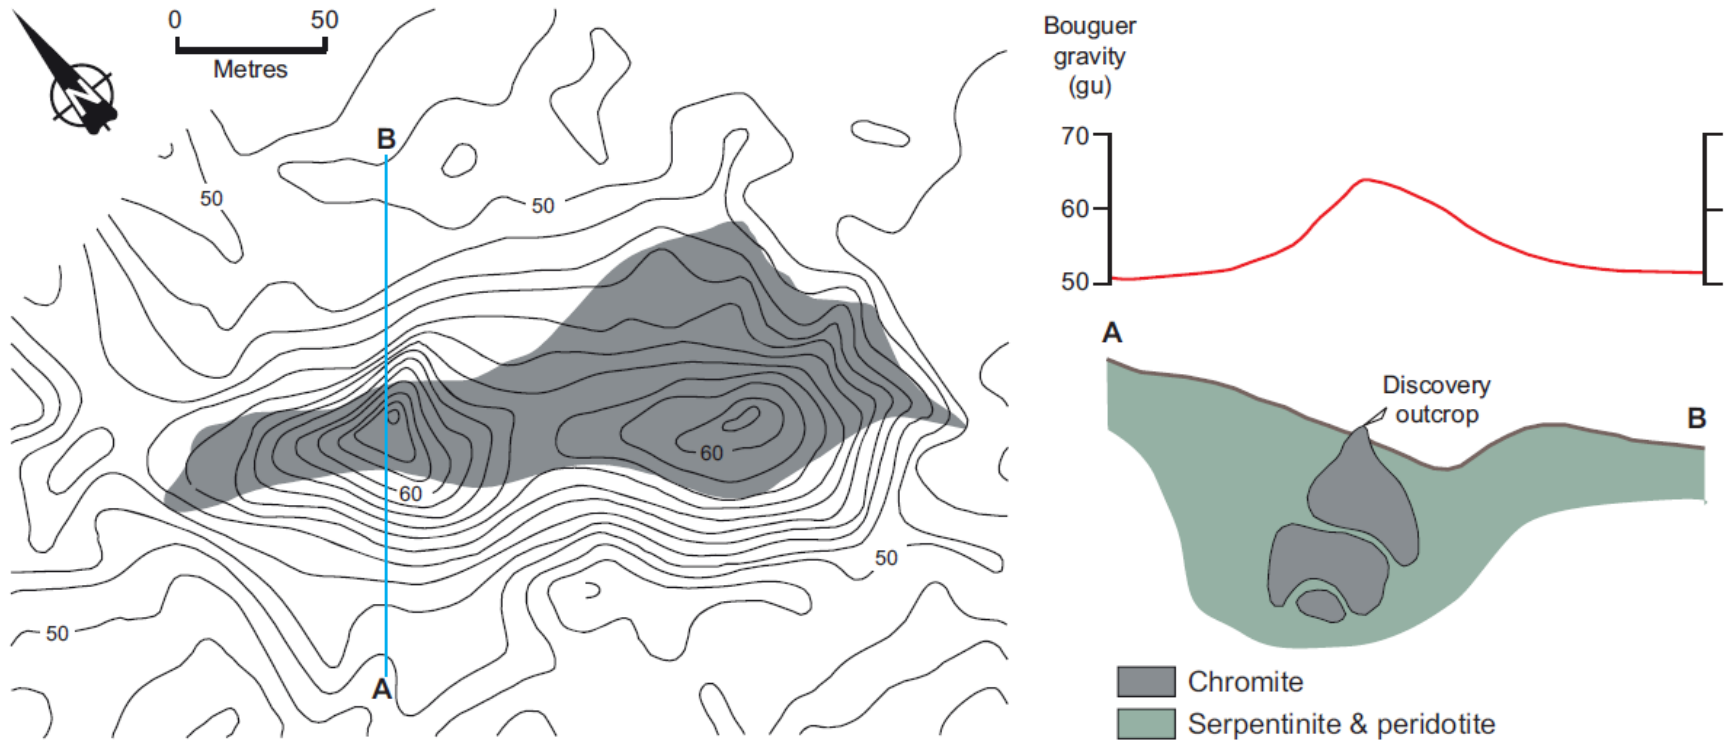 0 50
Metres
N
B
50
50
60
60
50
50
A
Bouguer
gravity
(gu)
70
60
50
A
Discovery
outcrop
B
Chromite
Serpentinite & peridotite